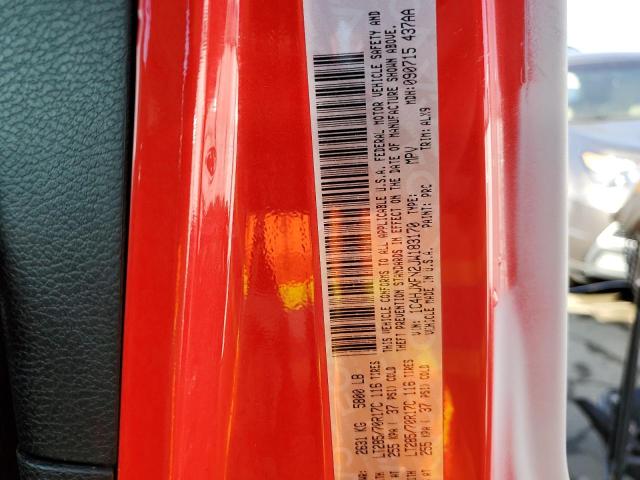 2631 KG 5800 LB
LT285/70R17C 116 TIRES
255 KPA ( 37 PSI) COLD
LT285/70R17C 116 TIRES
AT 255 KPA ( 37 PSI) COLD
THIS VEHICLE CONFORMS TO ALL APPLICABLE U.S.A. FEDERAL MOTOR VEHICLE SAFETY AND
THEFT PREVENTION STANDARDS IN EFFECT ON THE DATE OF MANUFACTURE SHOWN ABOVE.
MDH: 090715 437AA
VIN: 1C4HJXFX2JW183170 TYPE: MPV
VEHICLE MADE IN U.S.A. PAINT: PRC TRIM: ALX9